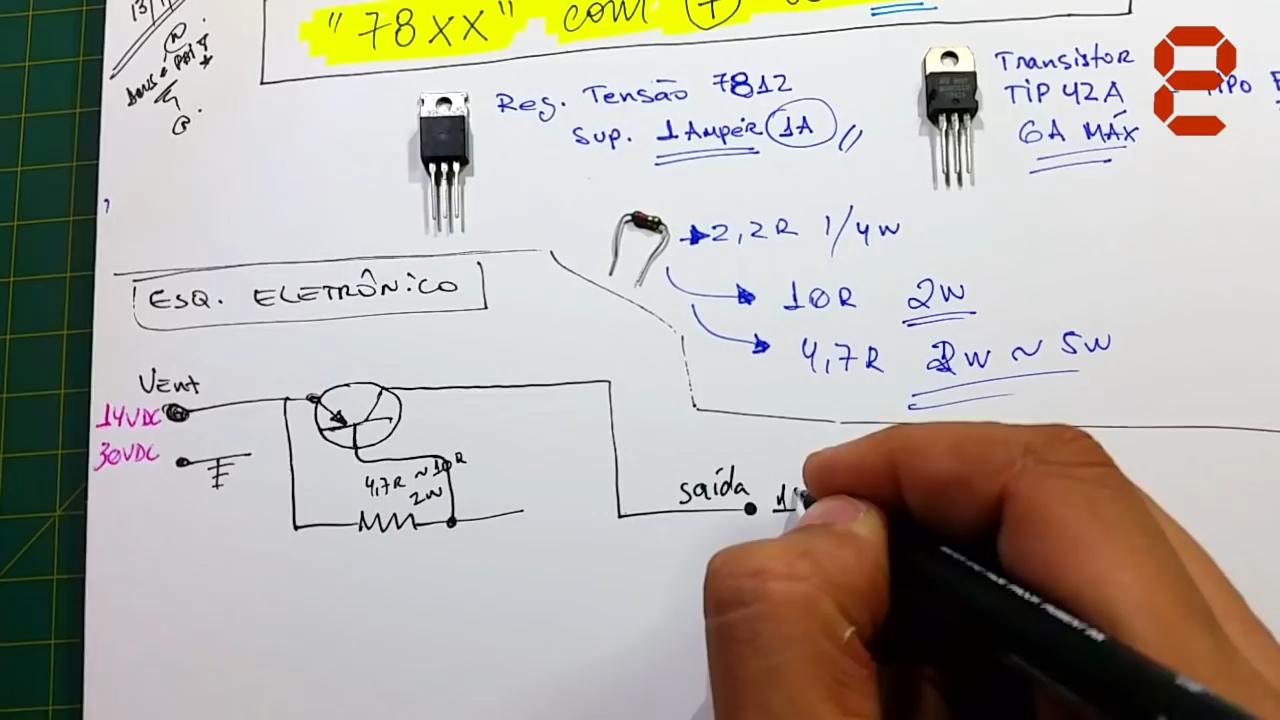 "78XX" com +
Reg. Tensão 7812
Sup. 1 Ampér 1A
Transistor
TiP 42A
6A MÁX
TIPO
2,2R 1/4W
10R 2W
4,7R 2W ~ 5W
ESQ. ELETRÔNiCO
Vent
14VDC
30VDC
4,7R ~ 10R
2W
saída